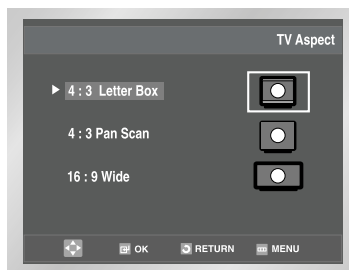 TV Aspect
4 : 3 Letter Box
4 : 3 Pan Scan
16 : 9 Wide
OK RETURN MENU